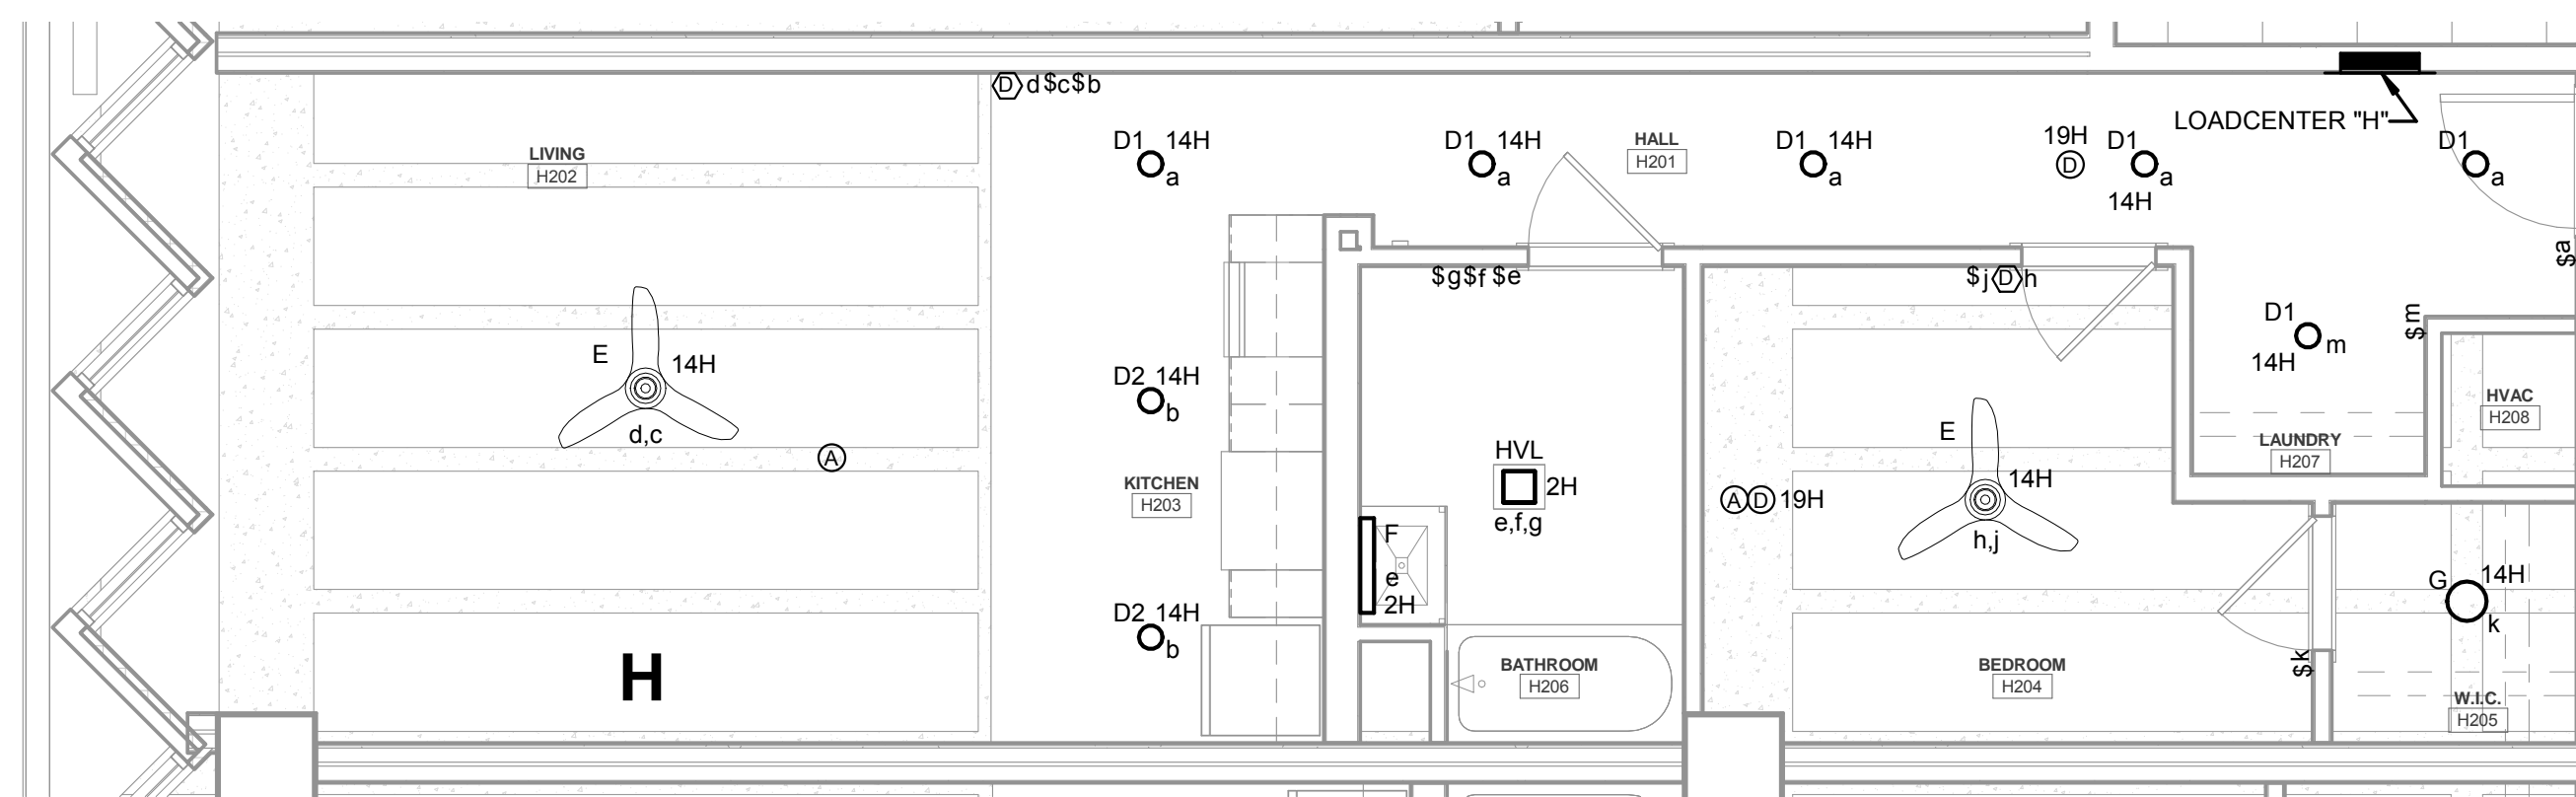 D d $c$b
D1 14H
a
D1 14H
a
HALL
H201
D1 14H
a
19H
D
D1
a
14H
LOADCENTER "H"
D1
a
$a
LIVING
H202
E
14H
d,c
A
D2 14H
b
KITCHEN
H203
D2 14H
b
H
$g$f $e
HVL
2H
e,f,g
F
e
2H
BATHROOM
H206
$j D h
E
14H
h,j
A D 19H
BEDROOM
H204
D1
m
14H
$m
LAUNDRY
H207
HVAC
H208
G
14H
k
$k
W.I.C.
H205